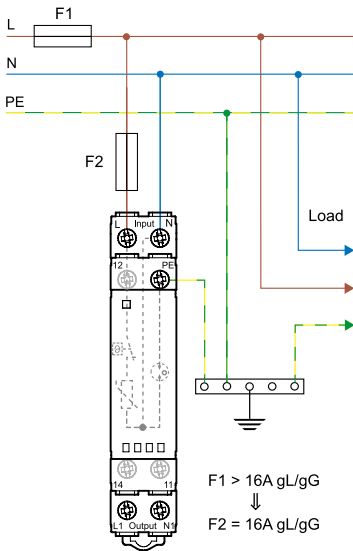 F1
L
N
PE
F2
Load
L Input N
12 PE
14 11
L1 Output N1
F1 > 16A gL/gG
⇓
F2 = 16A gL/gG